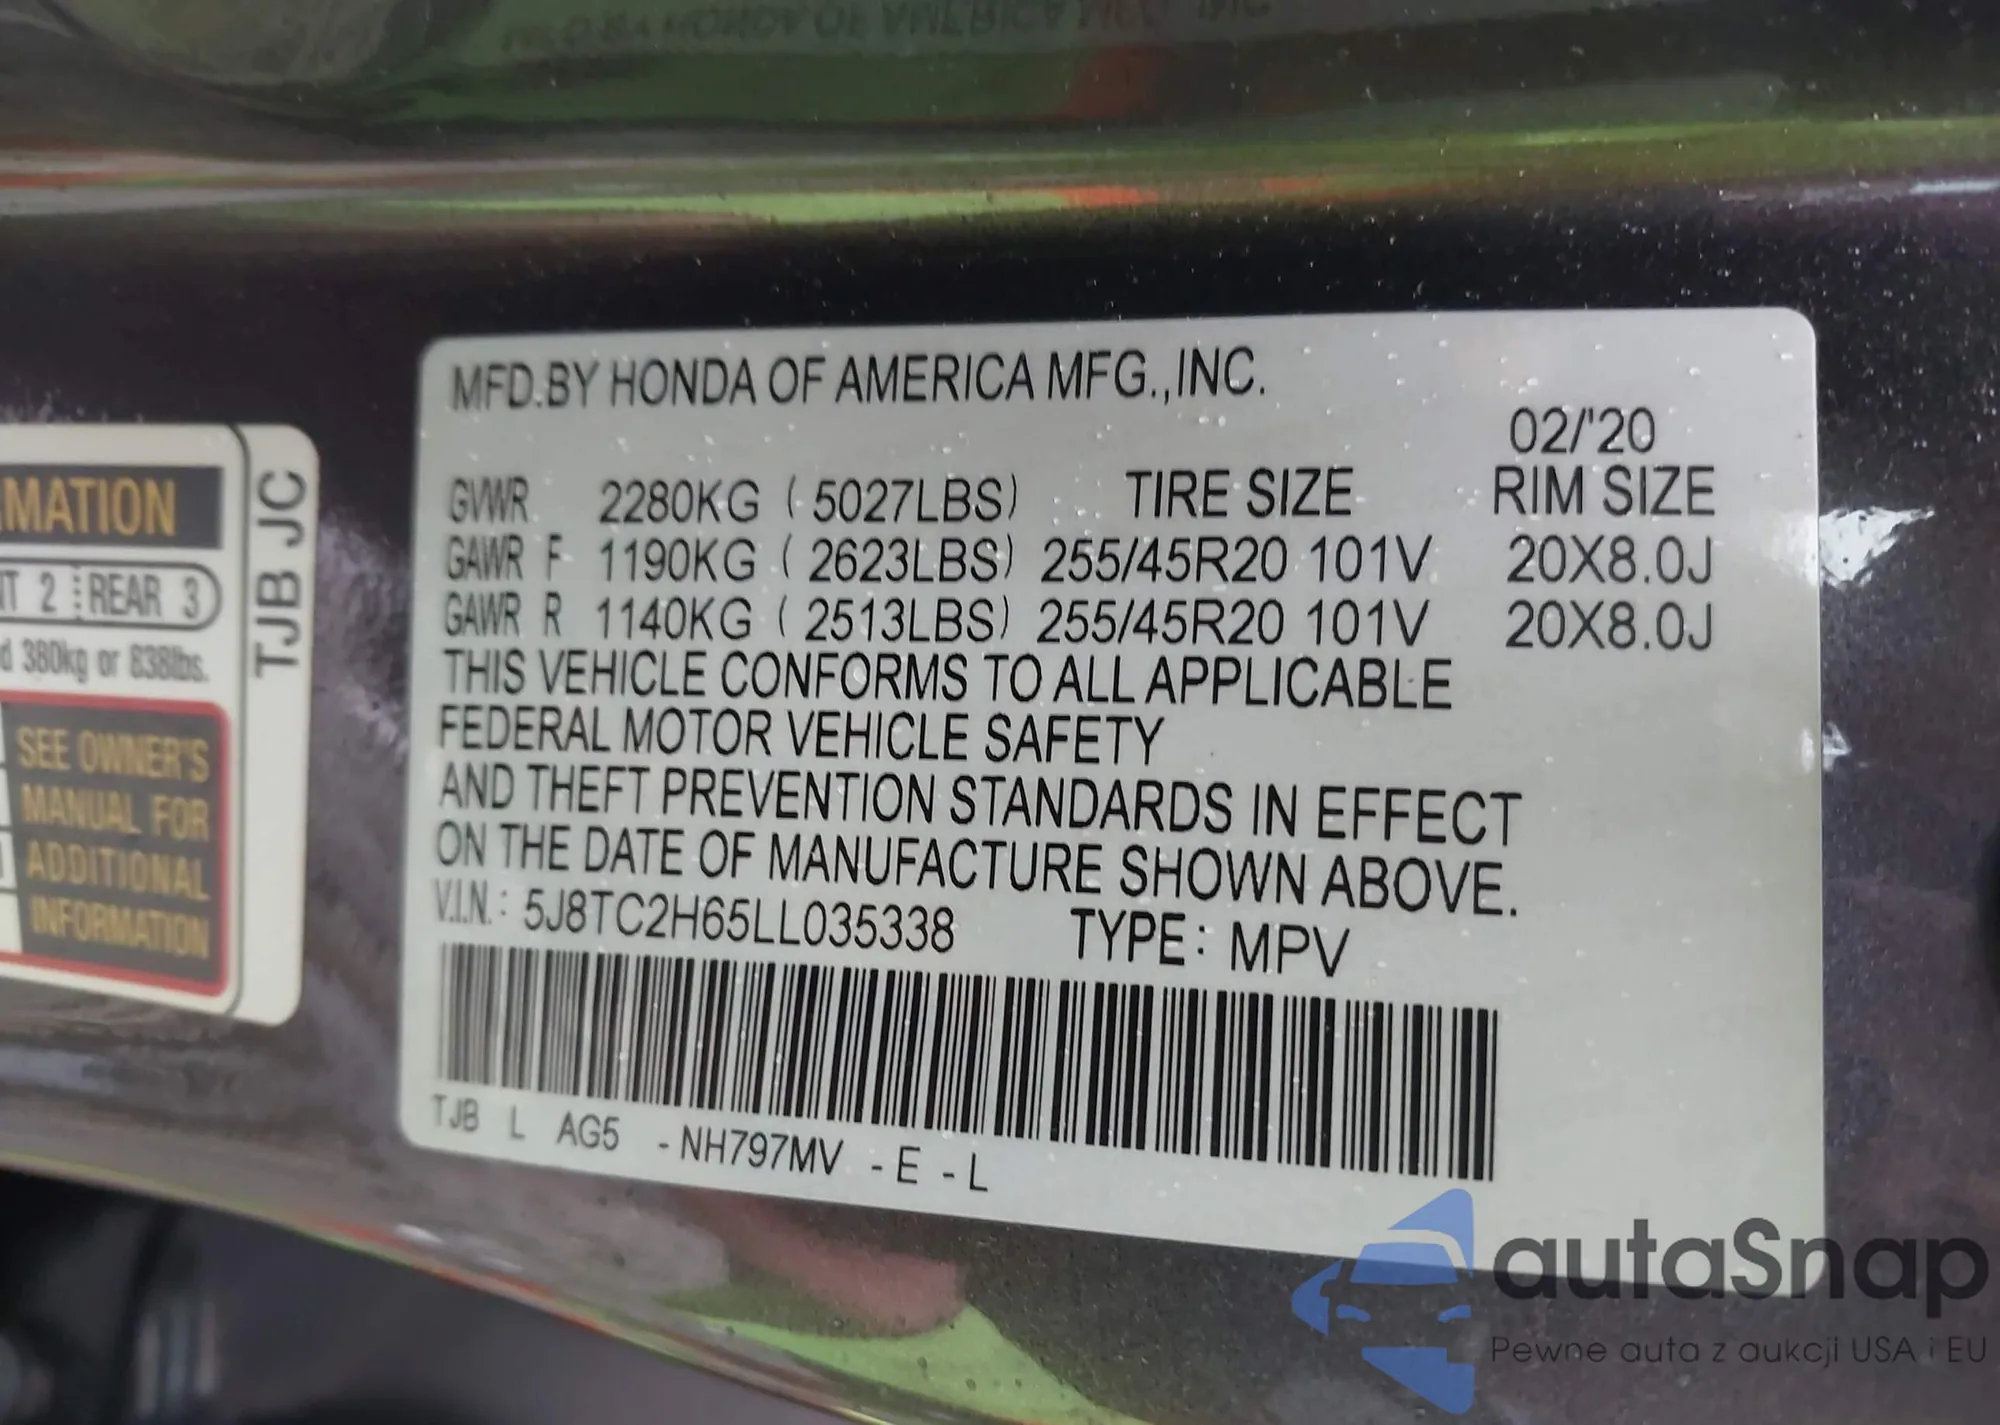 MATION
2 REAR 3
380kg or 838lbs.
SEE OWNER'S
MANUAL FOR
ADDITIONAL
INFORMATION
TJB JC
MFD.BY HONDA OF AMERICA MFG.,INC.
02/'20
GVWR 2280KG ( 5027LBS) TIRE SIZE RIM SIZE
GAWR F 1190KG ( 2623LBS) 255/45R20 101V 20X8.0J
GAWR R 1140KG ( 2513LBS) 255/45R20 101V 20X8.0J
THIS VEHICLE CONFORMS TO ALL APPLICABLE
FEDERAL MOTOR VEHICLE SAFETY
AND THEFT PREVENTION STANDARDS IN EFFECT
ON THE DATE OF MANUFACTURE SHOWN ABOVE.
V.I.N.: 5J8TC2H65LL035338 TYPE: MPV
TJB L AG5 -NH797MV -E -L
autaSnap
Pewne auta z aukcji USA i EU